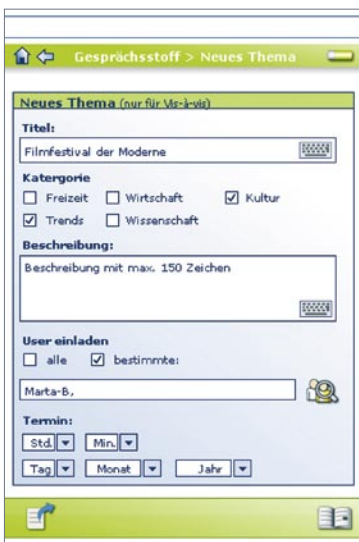 Gesprächsstoff > Neues Thema
Neues Thema (nur für Vis-à-vis)
Titel:
Filmfestival der Moderne
Katergorie
Freizeit Wirtschaft Kultur
Trends Wissenschaft
Beschreibung:
Beschreibung mit max. 150 Zeichen
User einladen
alle bestimmte:
Marta-B,
Termin:
Std. Min.
Tag Monat Jahr